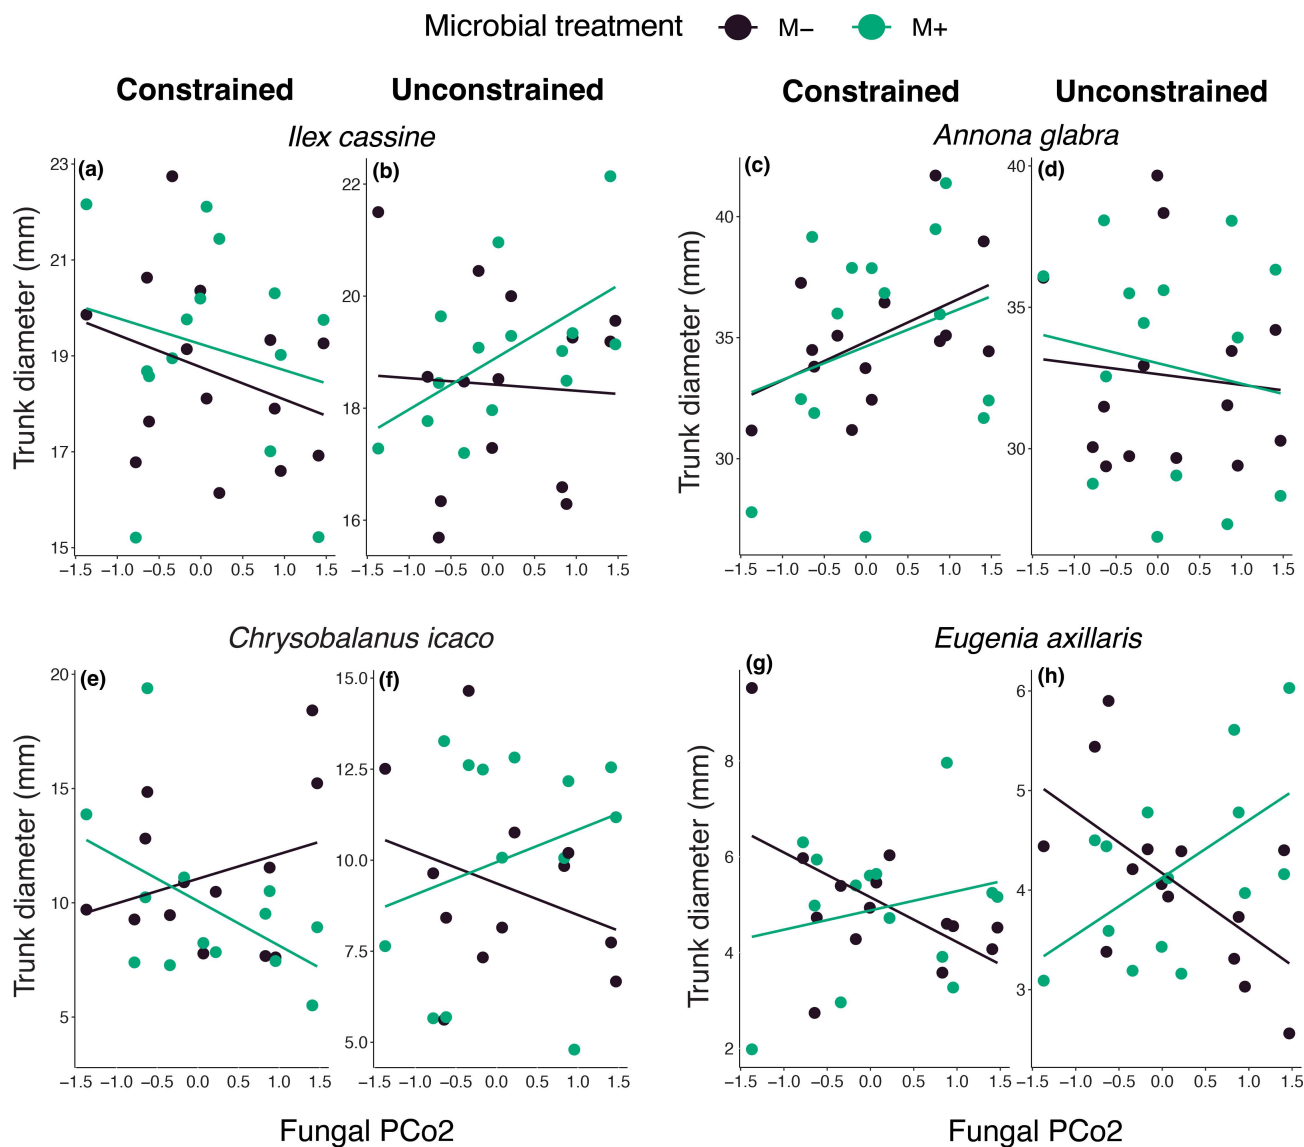 Microbial treatment M− M+
Constrained Unconstrained Constrained Unconstrained
Ilex cassine Annona glabra
(a) (b) (c) (d)
Trunk diameter (mm)
23
21
19
17
15
22
20
18
16
Trunk diameter (mm)
40
35
30
40
35
30
−1.5 −1.0 −0.5 0.0 0.5 1.0 1.5 −1.5 −1.0 −0.5 0.0 0.5 1.0 1.5 −1.5 −1.0 −0.5 0.0 0.5 1.0 1.5 −1.5 −1.0 −0.5 0.0 0.5 1.0 1.5
Chrysobalanus icaco Eugenia axillaris
(e) (f) (g) (h)
Trunk diameter (mm)
20
15
10
5
15.0
12.5
10.0
7.5
5.0
Trunk diameter (mm)
8
6
4
2
6
5
4
3
−1.5 −1.0 −0.5 0.0 0.5 1.0 1.5 −1.5 −1.0 −0.5 0.0 0.5 1.0 1.5 −1.5 −1.0 −0.5 0.0 0.5 1.0 1.5 −1.5 −1.0 −0.5 0.0 0.5 1.0 1.5
Fungal PCo2 Fungal PCo2